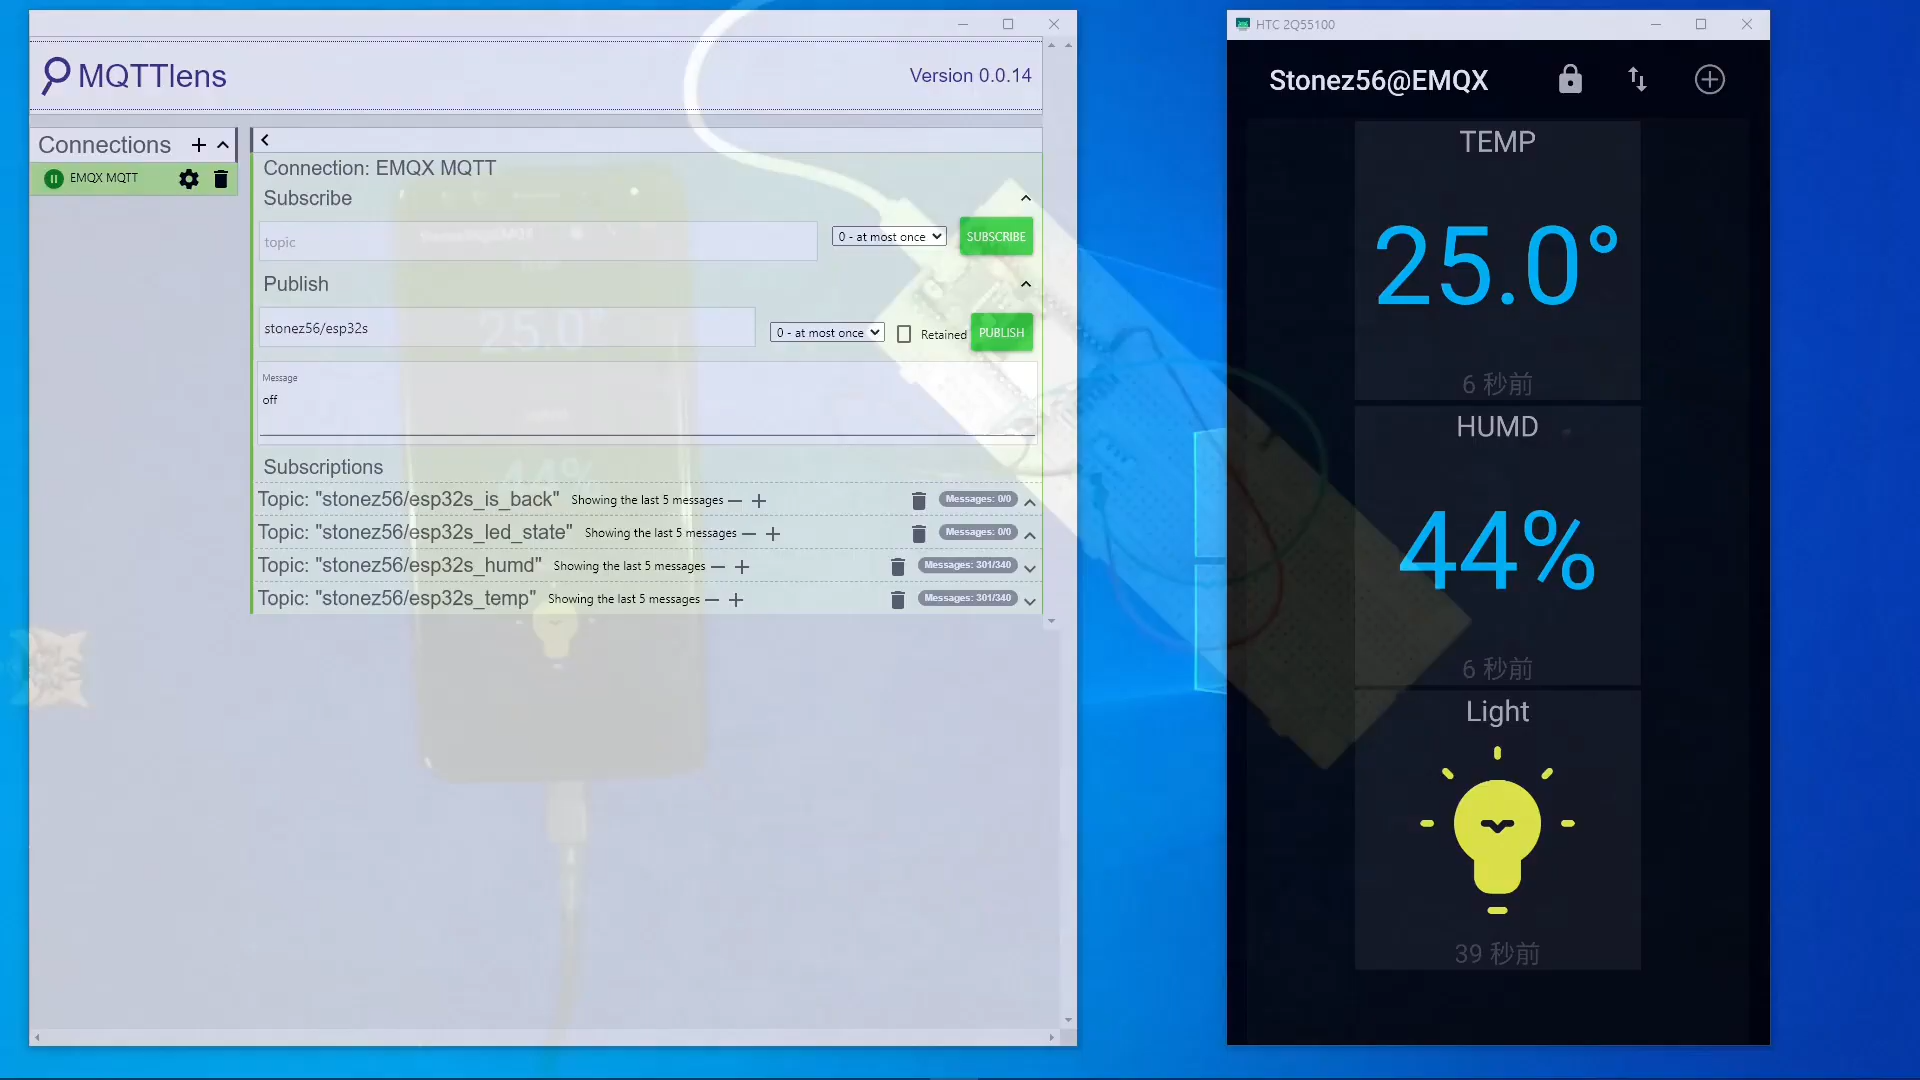 MQTTlens
Version 0.0.14
Connections
EMQX MQTT
Connection: EMQX MQTT
Subscribe
topic
0 - at most once
SUBSCRIBE
Publish
stonez56/esp32s
0 - at most once
Retained
PUBLISH
Message
off
Subscriptions
Topic: "stonez56/esp32s_is_back" Showing the last 5 messages Messages: 0/0
Topic: "stonez56/esp32s_led_state" Showing the last 5 messages Messages: 0/0
Topic: "stonez56/esp32s_humd" Showing the last 5 messages Messages: 301/340
Topic: "stonez56/esp32s_temp" Showing the last 5 messages Messages: 301/340
HTC 2Q55100
Stonez56@EMQX
TEMP
25.0°
6 秒前
HUMD
44%
6 秒前
Light
39 秒前
25.0°
44%